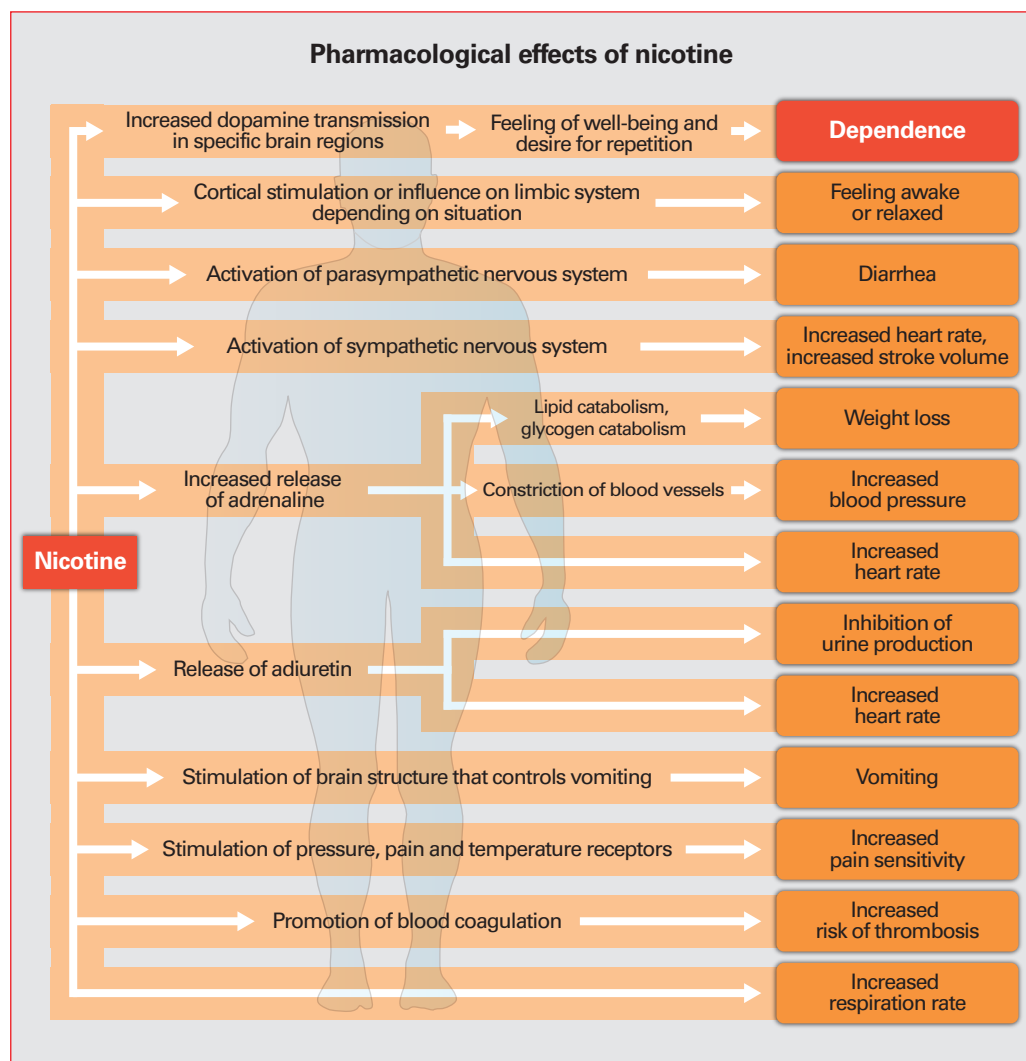 Pharmacological effects of nicotine
Increased dopamine transmission
in specific brain regions
Feeling of well-being and
desire for repetition
Dependence
Cortical stimulation or influence on limbic system
depending on situation
Feeling awake
or relaxed
Activation of parasympathetic nervous system
Diarrhea
Activation of sympathetic nervous system
Increased heart rate,
increased stroke volume
Nicotine
Increased release
of adrenaline
Lipid catabolism,
glycogen catabolism
Weight loss
Constriction of blood vessels
Increased
blood pressure
Increased
heart rate
Release of adiuretin
Inhibition of
urine production
Increased
heart rate
Stimulation of brain structure that controls vomiting
Vomiting
Stimulation of pressure, pain and temperature receptors
Increased
pain sensitivity
Promotion of blood coagulation
Increased
risk of thrombosis
Increased
respiration rate